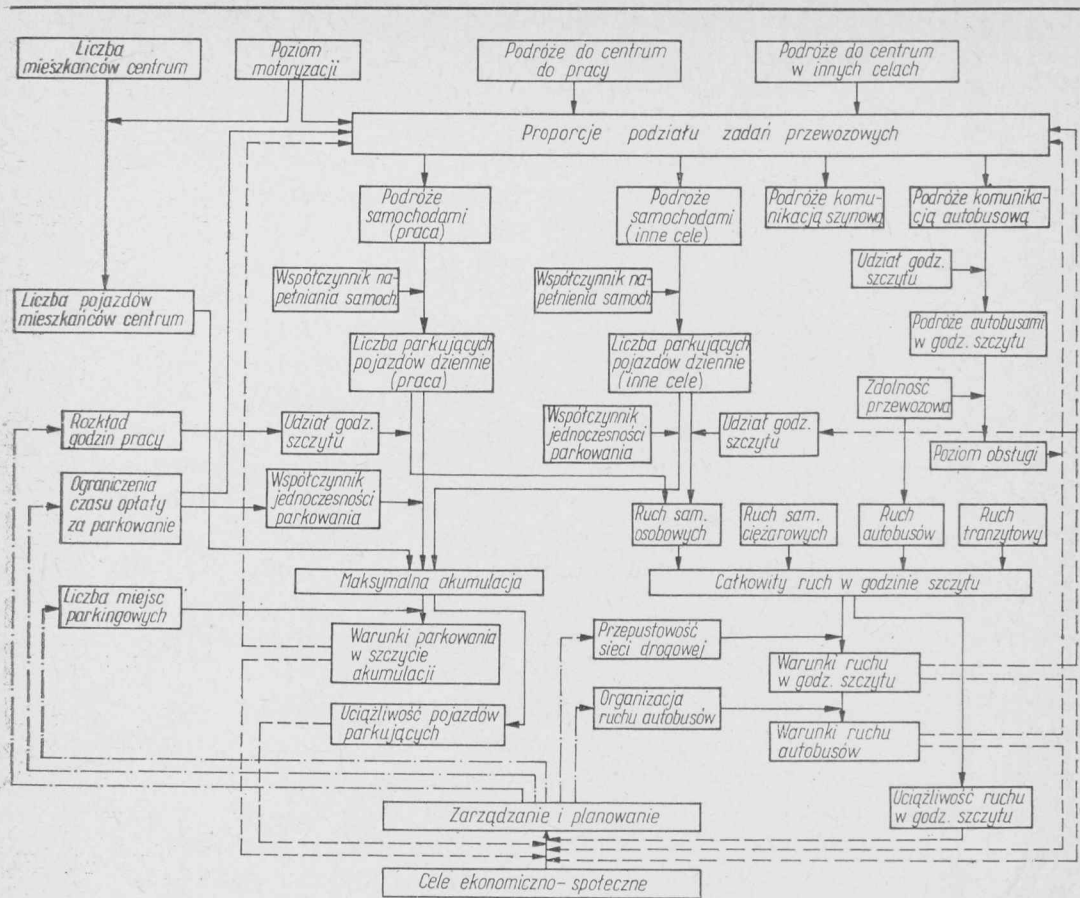 Liczba
mieszkańców centrum
Poziom
motoryzacji
Podróże do centrum
do pracy
Podróże do centrum
w innych celach
Proporcje podziału zadań przewozowych
Podróże
samochodami
(praca)
Podróże
samochodami
(inne cele)
Podróże komu-
nikacją szynową
Podróże komunika-
cją autobusową
Współczynnik na-
pełniania samoch.
Współczynnik na-
pełnienia samoch.
Udział godz.
szczytu
Liczba pojazdów
mieszkańców centrum
Podróże autobusami
w godz. szczytu
Liczba parkujących
pojazdów dziennie
(praca)
Liczba parkujących
pojazdów dziennie
(inne cele)
Zdolność
przewozowa
Rozkład
godzin pracy
Udział godz.
szczytu
Współczynnik
jednoczesności
parkowania
Udział godz.
szczytu
Poziom obsługi
Ograniczenia
czasu opłaty
za parkowanie
Współczynnik
jednoczesności
parkowania
Ruch sam.
osobowych
Ruch sam.
ciężarowych
Ruch
autobusów
Ruch
tranzytowy
Maksymalna akumulacja
Całkowity ruch w godzinie szczytu
Liczba miejsc
parkingowych
Warunki parkowania
w szczycie
akumulacji
Przepustowość
sieci drogowej
Warunki ruchu
w godz. szczytu
Uciążliwość pojazdów
parkujących
Organizacja
ruchu autobusów
Warunki ruchu
autobusów
Zarządzanie i planowanie
Uciążliwość ruchu
w godz. szczytu
Cele ekonomiczno-społeczne